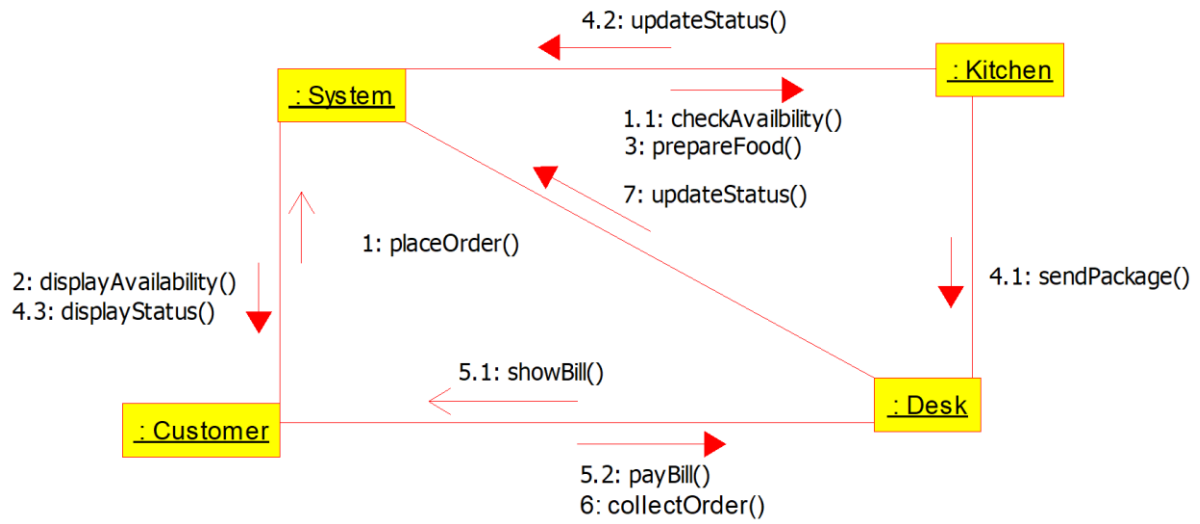 4.2: updateStatus()
: System
: Kitchen
1.1: checkAvailbility()
3: prepareFood()
7: updateStatus()
1: placeOrder()
2: displayAvailability()
4.3: displayStatus()
4.1: sendPackage()
5.1: showBill()
: Customer
: Desk
5.2: payBill()
6: collectOrder()